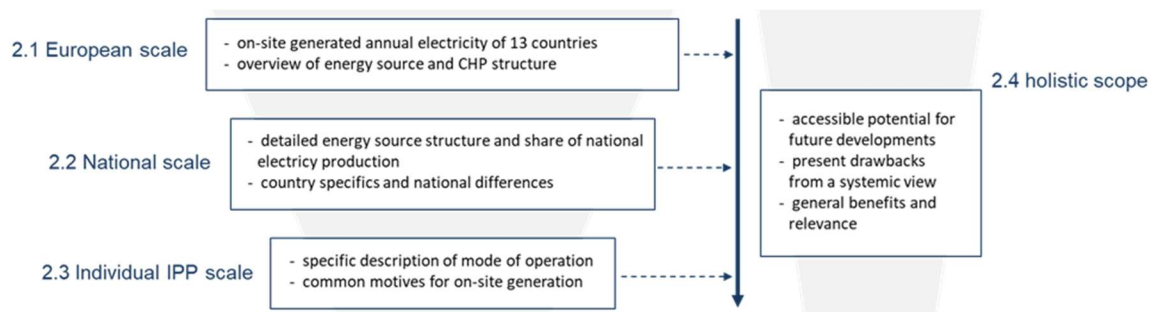 2.1 European scale
- on-site generated annual electricity of 13 countries
- overview of energy source and CHP structure
2.2 National scale
- detailed energy source structure and share of national
electricy production
- country specifics and national differences
2.3 Individual IPP scale
- specific description of mode of operation
- common motives for on-site generation
2.4 holistic scope
- accessible potential for
future developments
- present drawbacks
from a systemic view
- general benefits and
relevance